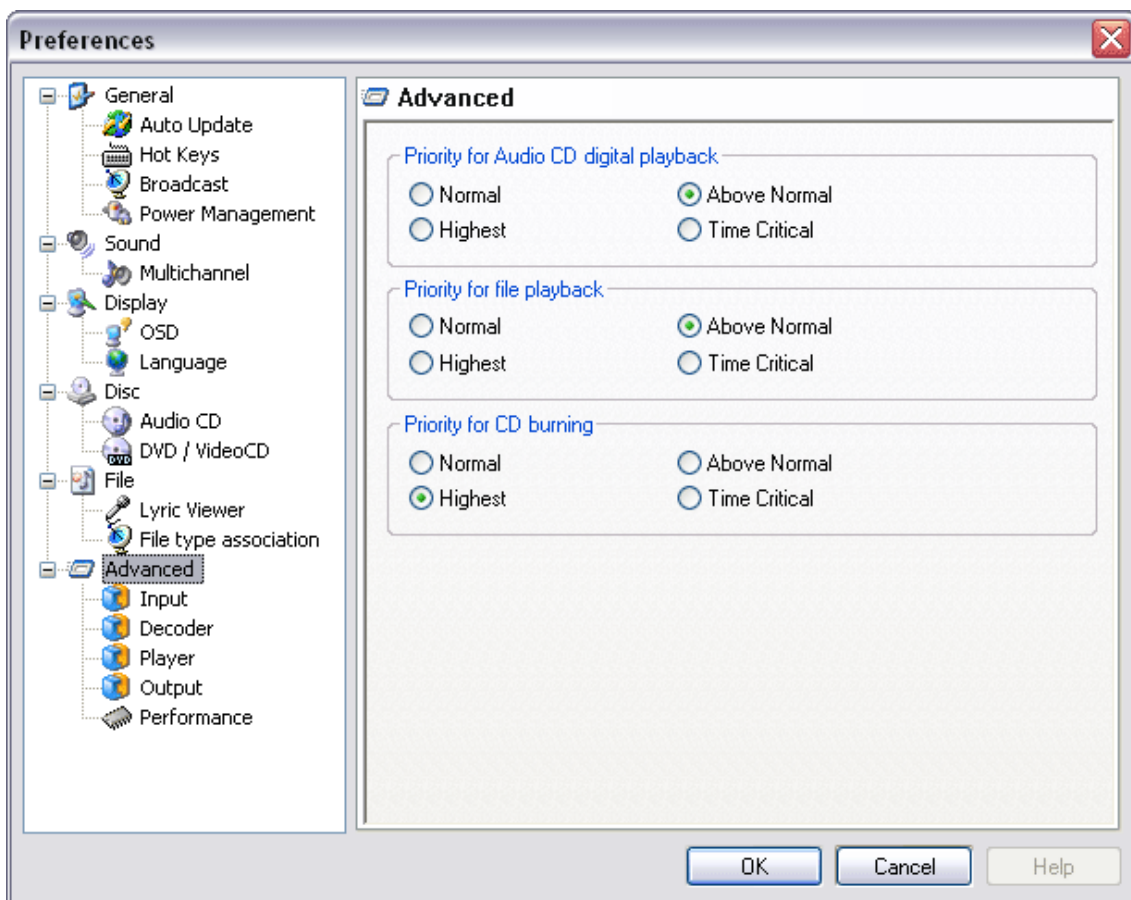 Preferences
General
Auto Update
Hot Keys
Broadcast
Power Management
Sound
Multichannel
Display
OSD
Language
Disc
Audio CD
DVD / VideoCD
File
Lyric Viewer
File type association
Advanced
Input
Decoder
Player
Output
Performance
Advanced
Priority for Audio CD digital playback
Normal Above Normal
Highest Time Critical
Priority for file playback
Normal Above Normal
Highest Time Critical
Priority for CD burning
Normal Above Normal
Highest Time Critical
OK Cancel Help